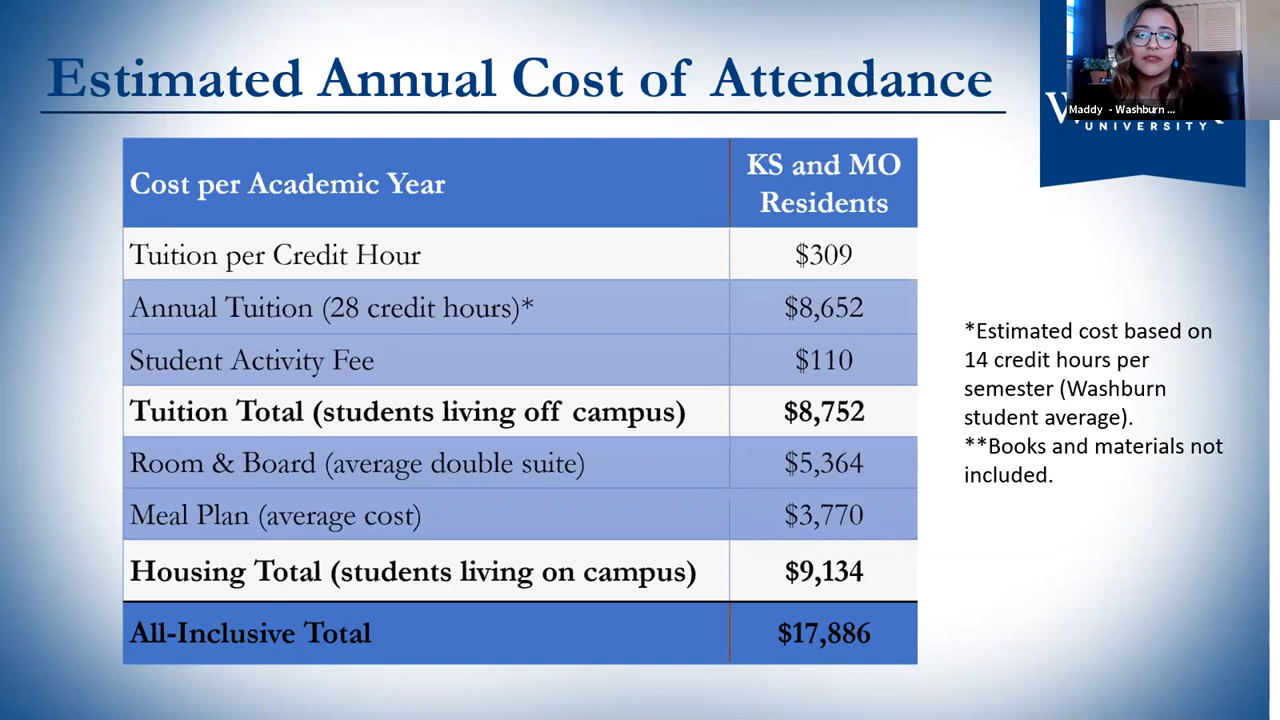 Estimated Annual Cost of Attendance
Maddy - Washburn ...
UNIVERSITY
Cost per Academic Year
KS and MO
Residents
Tuition per Credit Hour $309
Annual Tuition (28 credit hours)* $8,652
Student Activity Fee $110
Tuition Total (students living off campus) $8,752
Room & Board (average double suite) $5,364
Meal Plan (average cost) $3,770
Housing Total (students living on campus) $9,134
All-Inclusive Total $17,886
*Estimated cost based on
14 credit hours per
semester (Washburn
student average).
**Books and materials not
included.